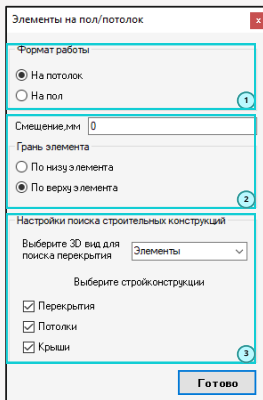 Элементы на пол/потолок
x
Формат работы
На потолок
На пол
1
Смещение,мм 0
Грань элемента
По низу элемента
По верху элемента
2
Настройки поиска строительных конструкций
Выберите 3D вид для
поиска перекрытия
Элементы
Выберите стройконструкции
Перекрытия
Потолки
Крыши
3
Готово